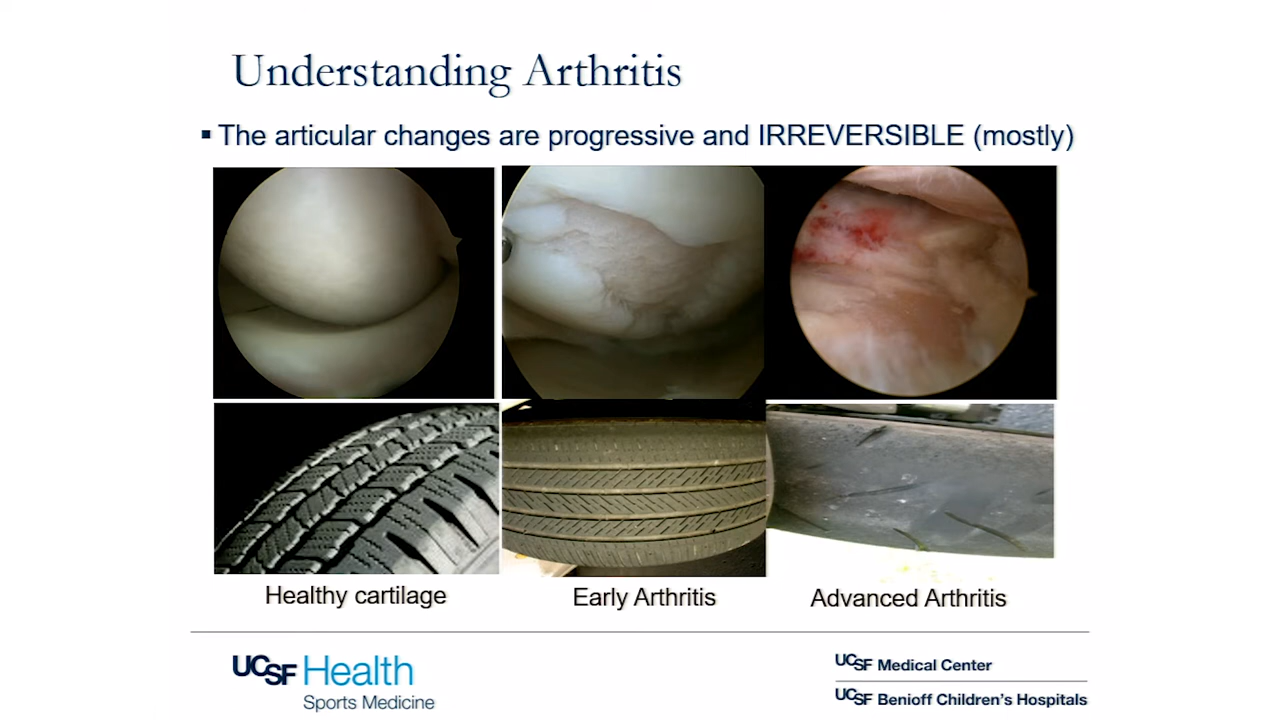 Understanding Arthritis
▪ The articular changes are progressive and IRREVERSIBLE (mostly)
Healthy cartilage
Early Arthritis
Advanced Arthritis
UCSF Health
Sports Medicine
UCSF Medical Center
UCSF Benioff Children's Hospitals